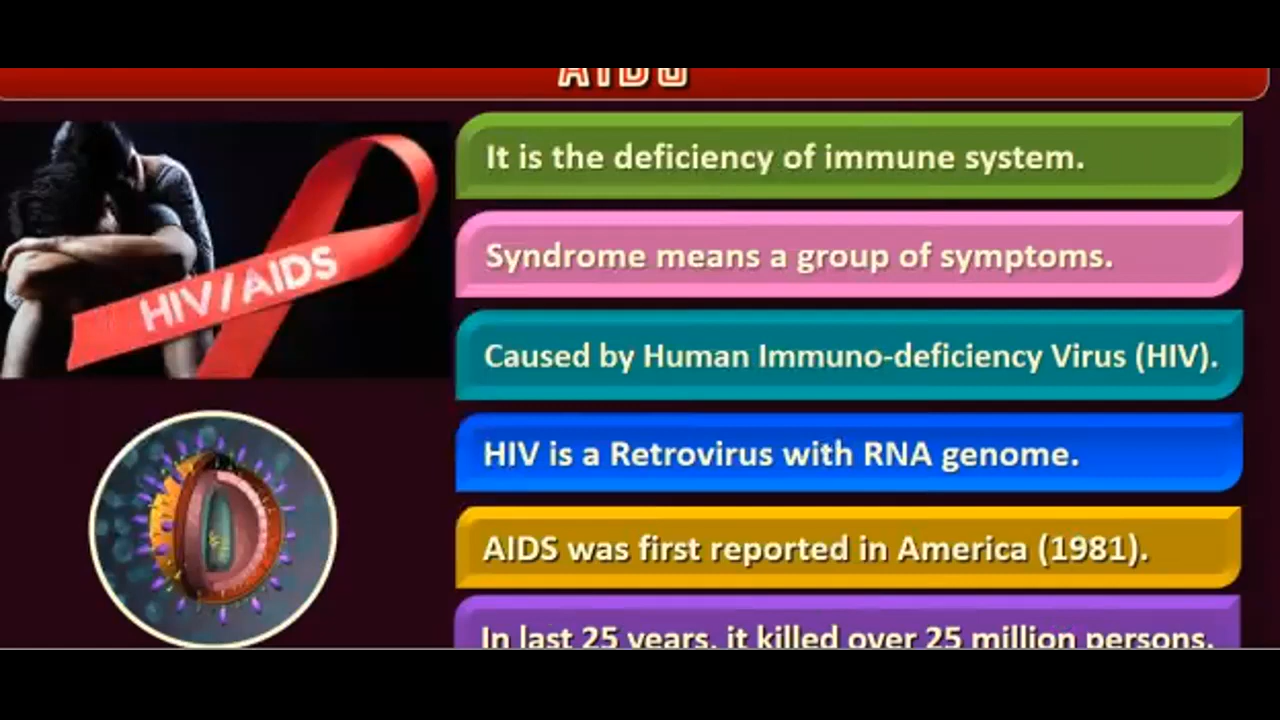 AIDS
HIV/AIDS
It is the deficiency of immune system.
Syndrome means a group of symptoms.
Caused by Human Immuno-deficiency Virus (HIV).
HIV is a Retrovirus with RNA genome.
AIDS was first reported in America (1981).
In last 25 years, it killed over 25 million persons.